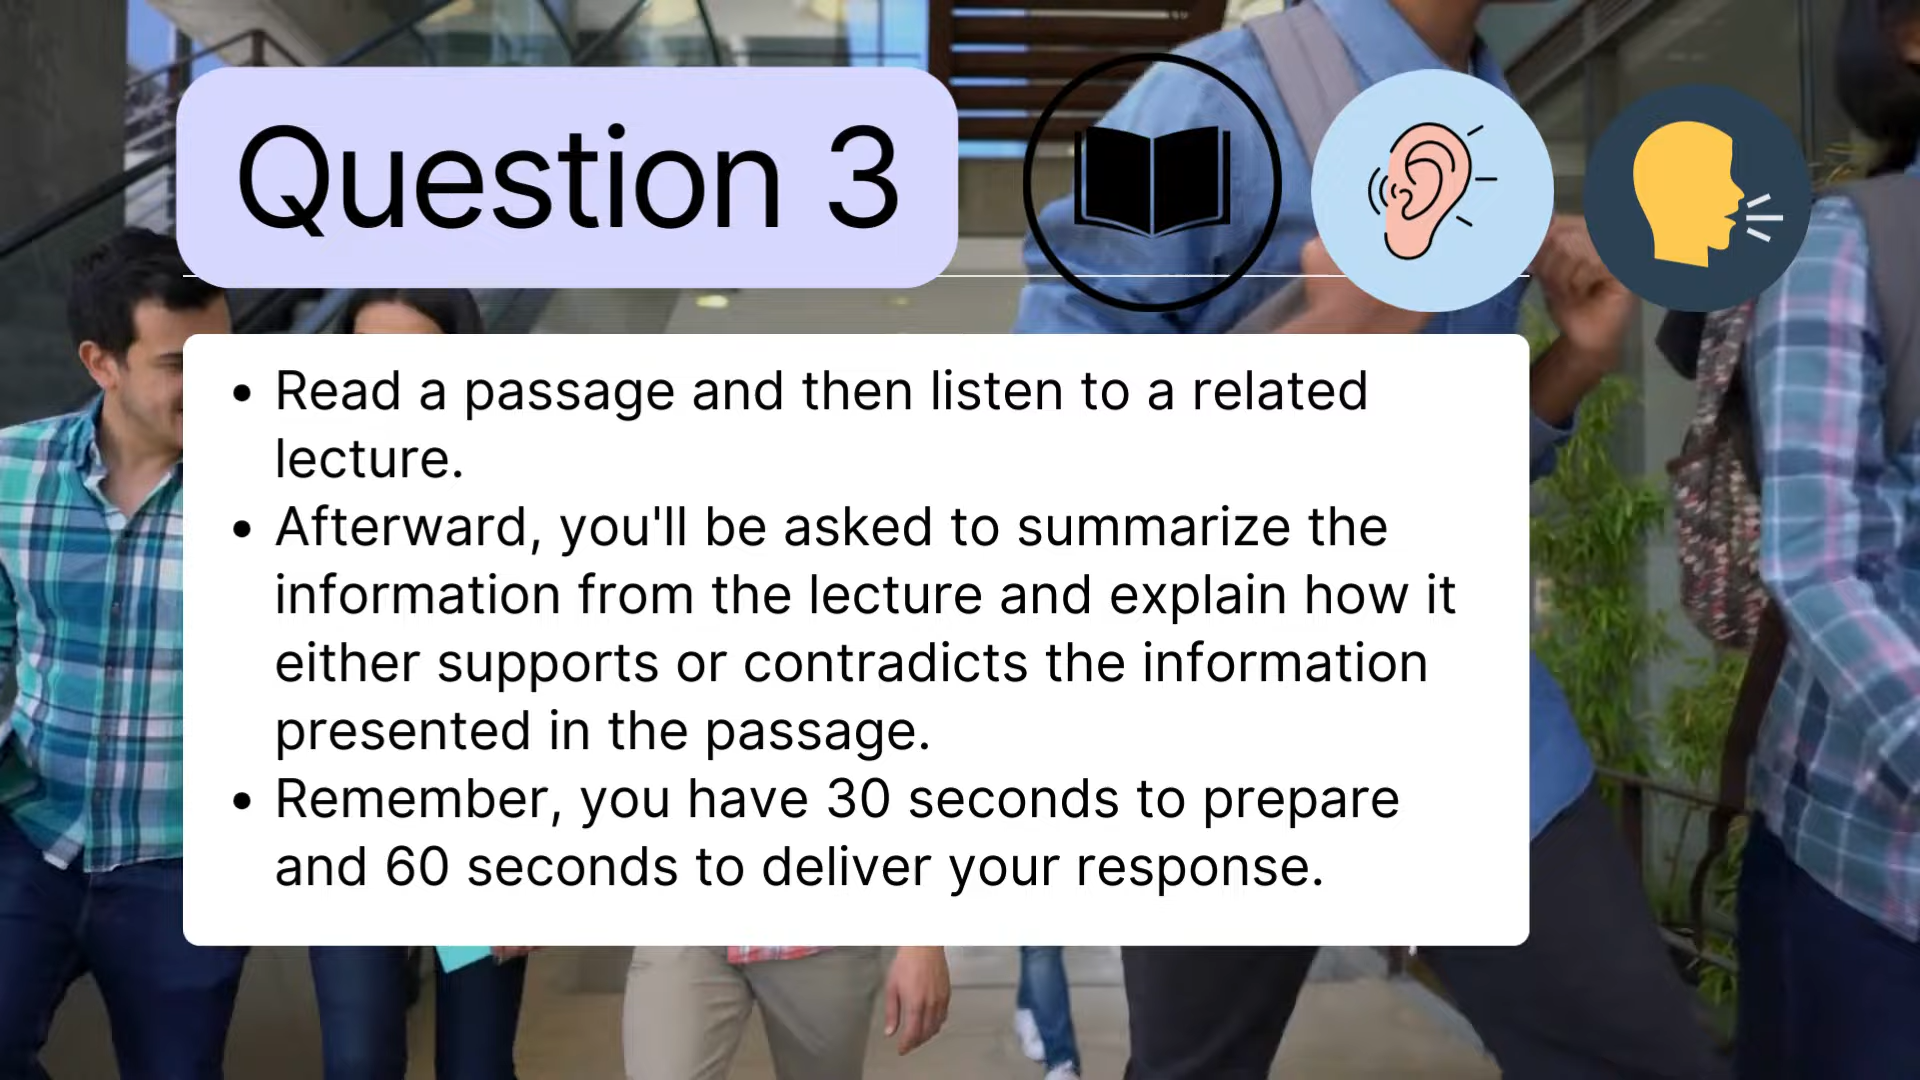 Question 3
• Read a passage and then listen to a related
lecture.
• Afterward, you'll be asked to summarize the
information from the lecture and explain how it
either supports or contradicts the information
presented in the passage.
• Remember, you have 30 seconds to prepare
and 60 seconds to deliver your response.